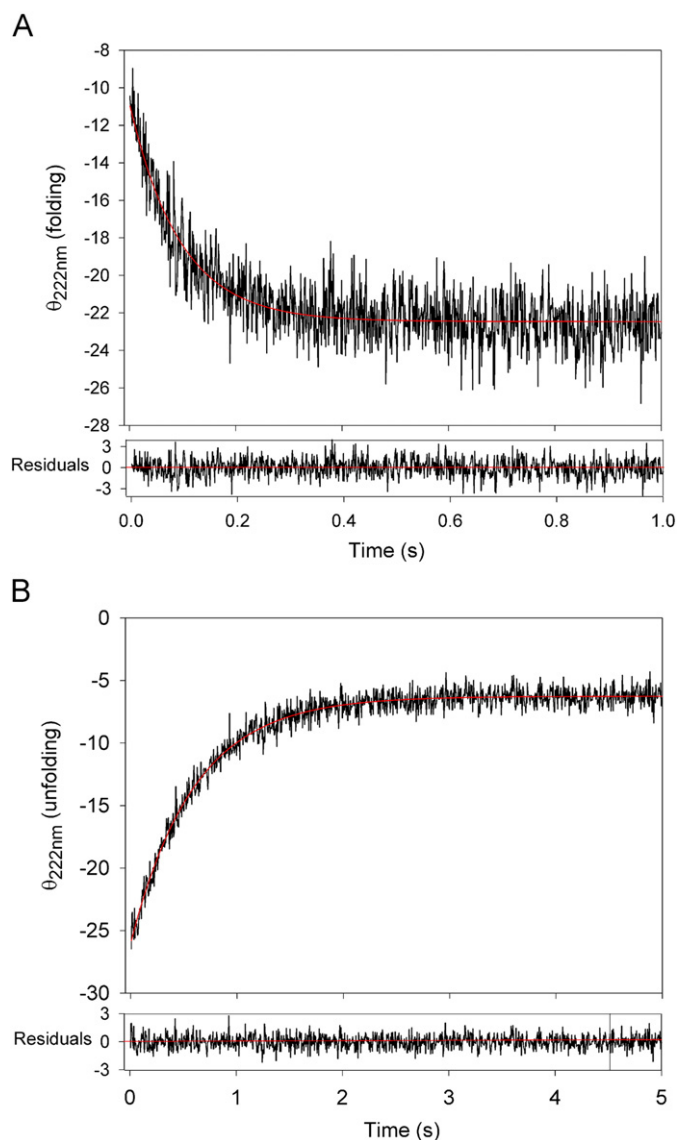 A
-8
-10
-12
-14
-16
-18
-20
-22
-24
-26
-28
θ222nm (folding)
Residuals
3
0
-3
0.0 0.2 0.4 0.6 0.8 1.0
Time (s)
B
0
-5
-10
-15
-20
-25
-30
θ222nm (unfolding)
Residuals
3
0
-3
0 1 2 3 4 5
Time (s)